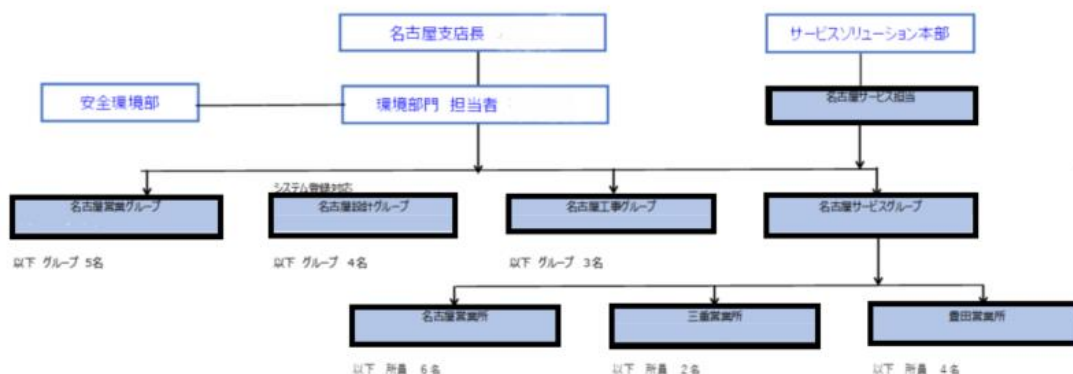 名古屋支店長
サービスソリューション本部
安全環境部
環境部門 担当者
名古屋サービス担当
システム登録対応
名古屋営業グループ
名古屋設計グループ
名古屋工事グループ
名古屋サービスグループ
以下 グループ 5名
以下 グループ 4名
以下 グループ 3名
名古屋営業所
三重営業所
豊田営業所
以下 所員 6名
以下 所員 2名
以下 所員 4名